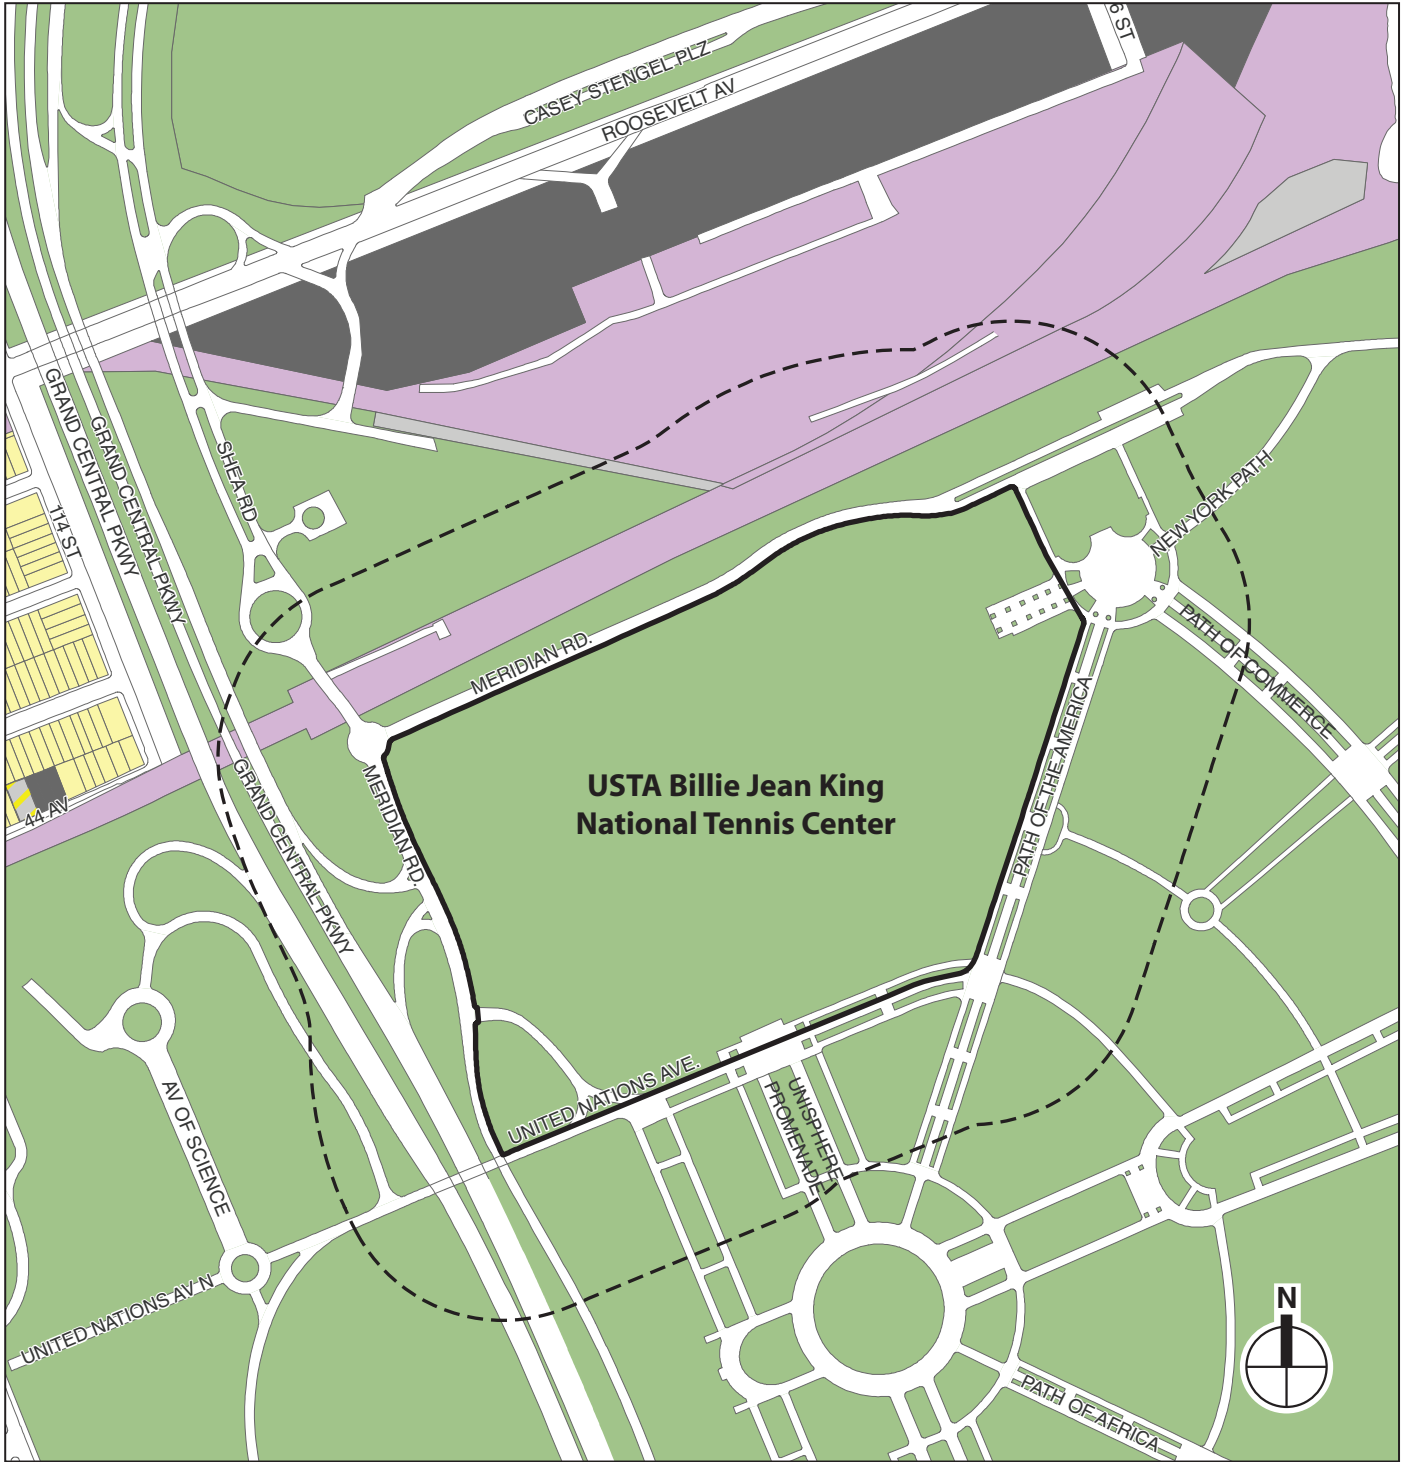 6 ST
CASEY STENGEL PLZ
ROOSEVELT AV
GRAND CENTRAL PKWY
GRAND CENTRAL PKWY
SHEA RD
114 ST
NEW YORK PATH
MERIDIAN RD.
PATH OF COMMERCE
44 AV
GRAND CENTRAL PKWY
MERIDIAN RD.
USTA Billie Jean King
National Tennis Center
PATH OF THE AMERICA
UNITED NATIONS AVE.
UNISPHERE
PROMENADE
AV OF SCIENCE
UNITED NATIONS AV N
N
PATH OF AFRICA